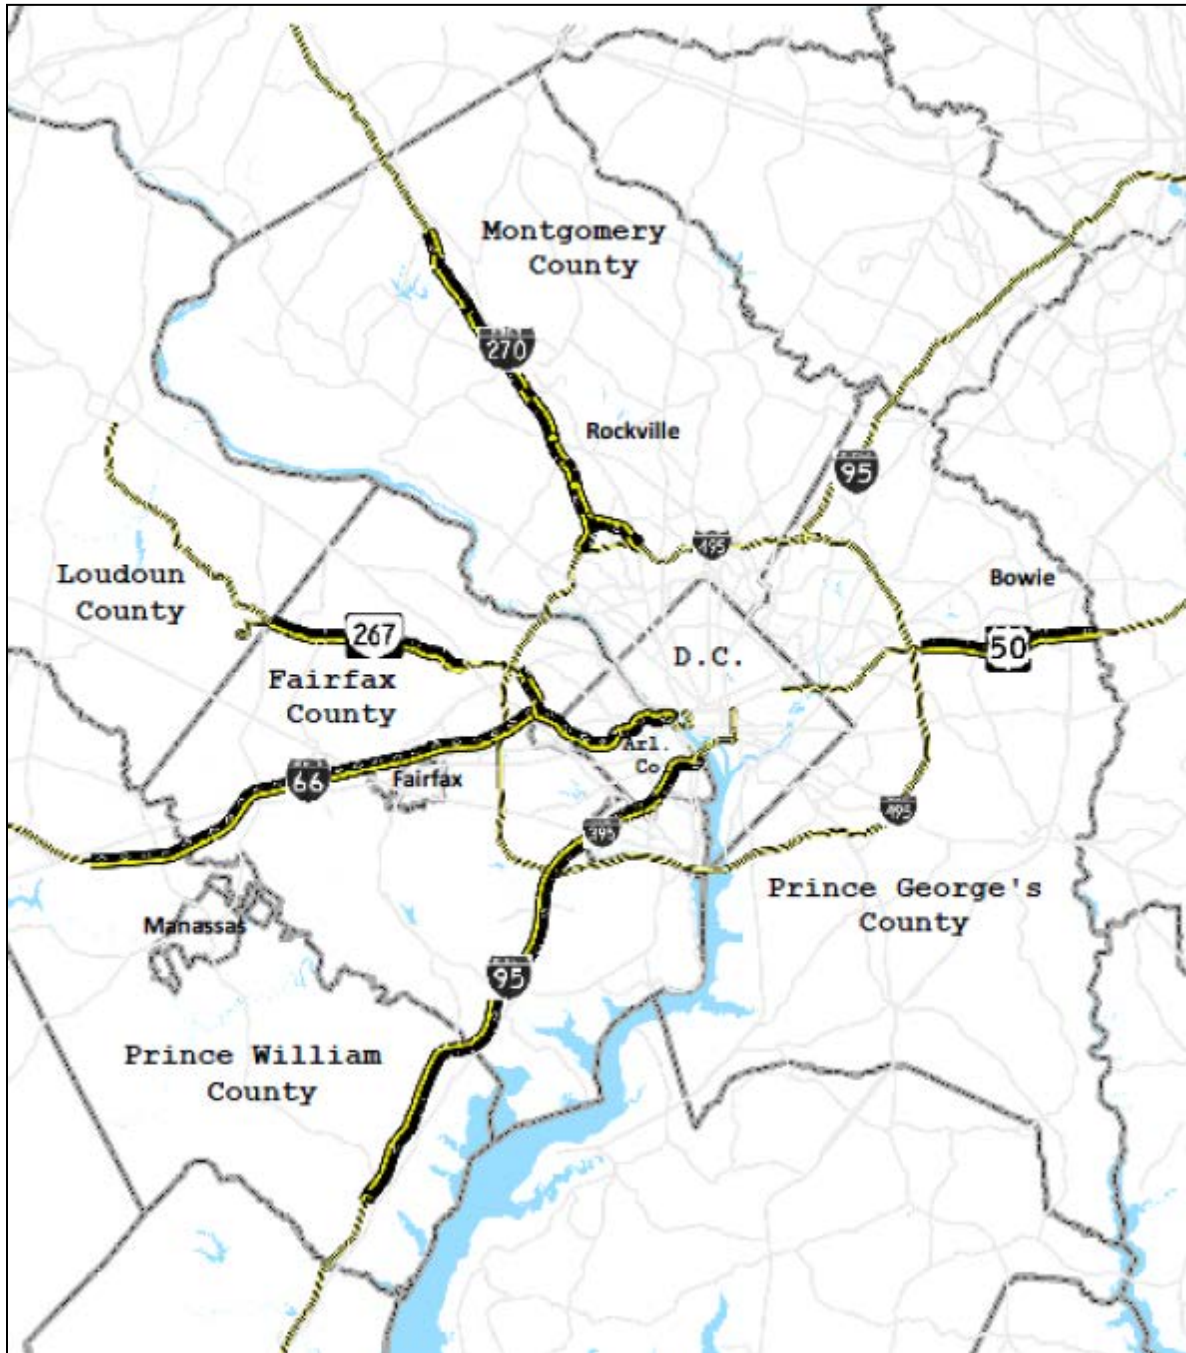 Montgomery
County
270
Rockville
95
495
Bowie
Loudoun
County
267
50
D.C.
Fairfax
County
Arl.
Co.
66
Fairfax
395
495
Prince George's
County
Manassas
95
Prince William
County